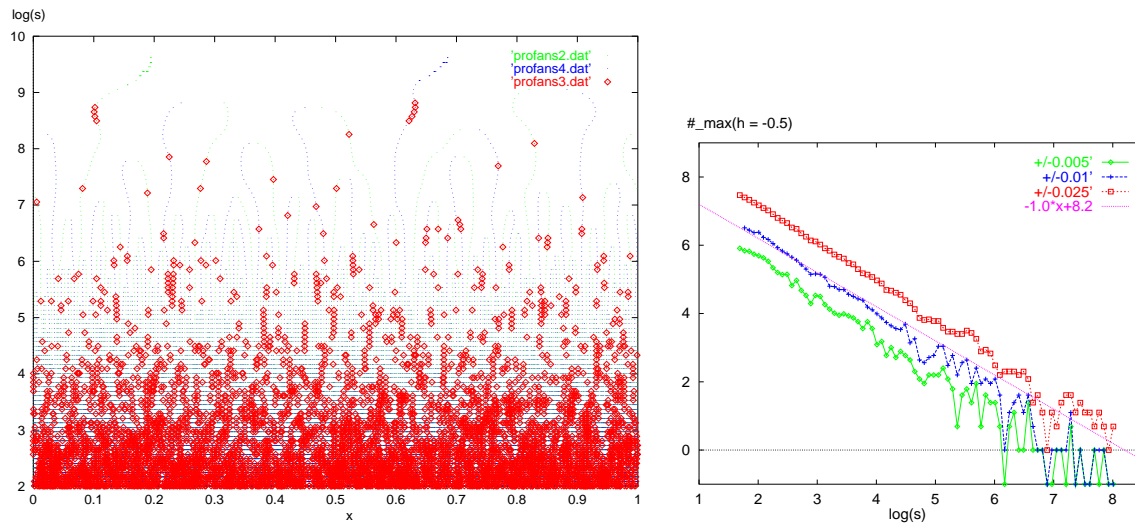 log(s)
10
9
8
7
6
5
4
3
2
'profans2.dat'
'profans4.dat'
'profans3.dat'
0 0.1 0.2 0.3 0.4 0.5 0.6 0.7 0.8 0.9 1
x
#_max(h = -0.5)
8
6
4
2
0
+/-0.005'
+/-0.01'
+/-0.025'
-1.0*x+8.2
1 2 3 4 5 6 7 8
log(s)